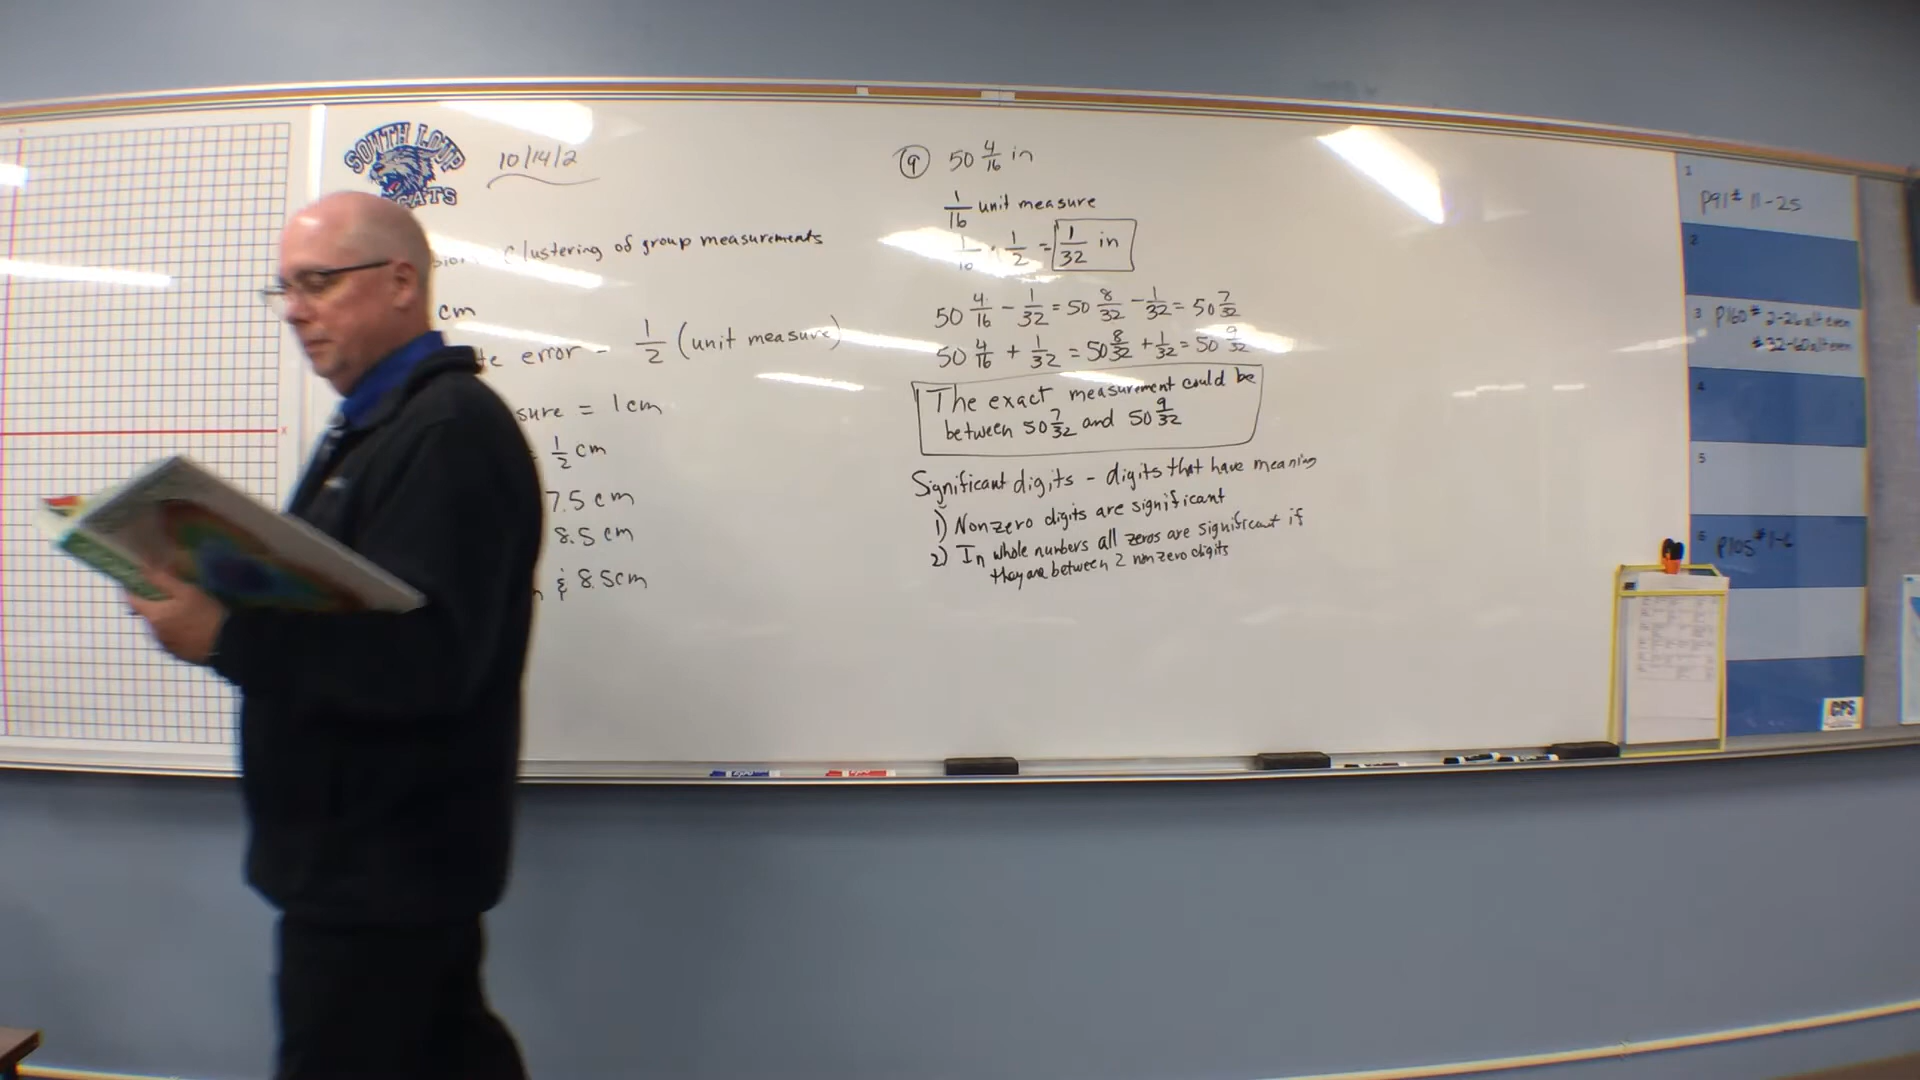 SOUTH LOUP
CATS
10/14/2
Clustering of group measurements
cm
te error - 1/2 (unit measure)
sure = 1cm
1/2 cm
7.5 cm
8.5 cm
& 8.5cm
9 50 4/16 in
1/16 unit measure
1/16 · 1/2 = 1/32 in
50 4/16 - 1/32 = 50 8/32 - 1/32 = 50 7/32
50 4/16 + 1/32 = 50 8/32 + 1/32 = 50 9/32
The exact measurement could be
between 50 7/32 and 50 9/32
Significant digits - digits that have meaning
1) Nonzero digits are significant
2) In whole numbers all zeros are significant if
they are between 2 nonzero digits
1
P91# 11-25
2
3 P160# 2-26 alt even
# 32-60 alt even
4
5
6 P105 # 1-6
CPS